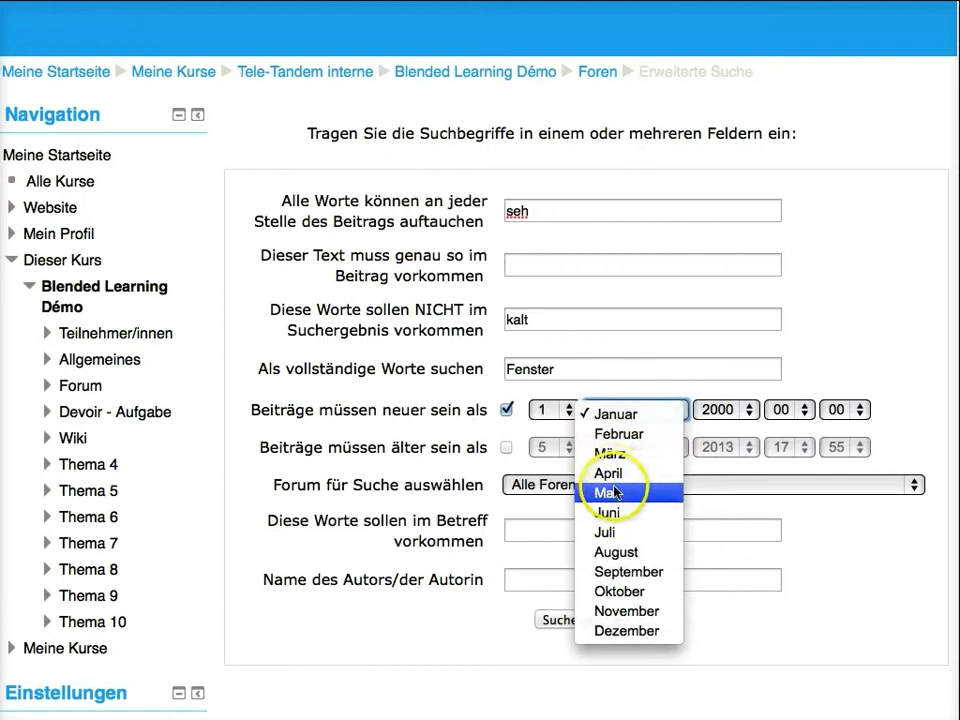 Meine Startseite Meine Kurse Tele-Tandem interne Blended Learning Démo Foren Erweiterte Suche
Navigation
Meine Startseite
Alle Kurse
Website
Mein Profil
Dieser Kurs
Blended Learning
Démo
Teilnehmer/innen
Allgemeines
Forum
Devoir - Aufgabe
Wiki
Thema 4
Thema 5
Thema 6
Thema 7
Thema 8
Thema 9
Thema 10
Meine Kurse
Einstellungen
Tragen Sie die Suchbegriffe in einem oder mehreren Feldern ein:
Alle Worte können an jeder
Stelle des Beitrags auftauchen
seh
Dieser Text muss genau so im
Beitrag vorkommen
Diese Worte sollen NICHT im
Suchergebnis vorkommen
kalt
Als vollständige Worte suchen
Fenster
Beiträge müssen neuer sein als
1 2000 00 00
Januar
Februar
März
April
Mai
Juni
Juli
August
September
Oktober
November
Dezember
Beiträge müssen älter sein als
5 2013 17 55
Forum für Suche auswählen
Alle Foren
Diese Worte sollen im Betreff
vorkommen
Name des Autors/der Autorin
Suche